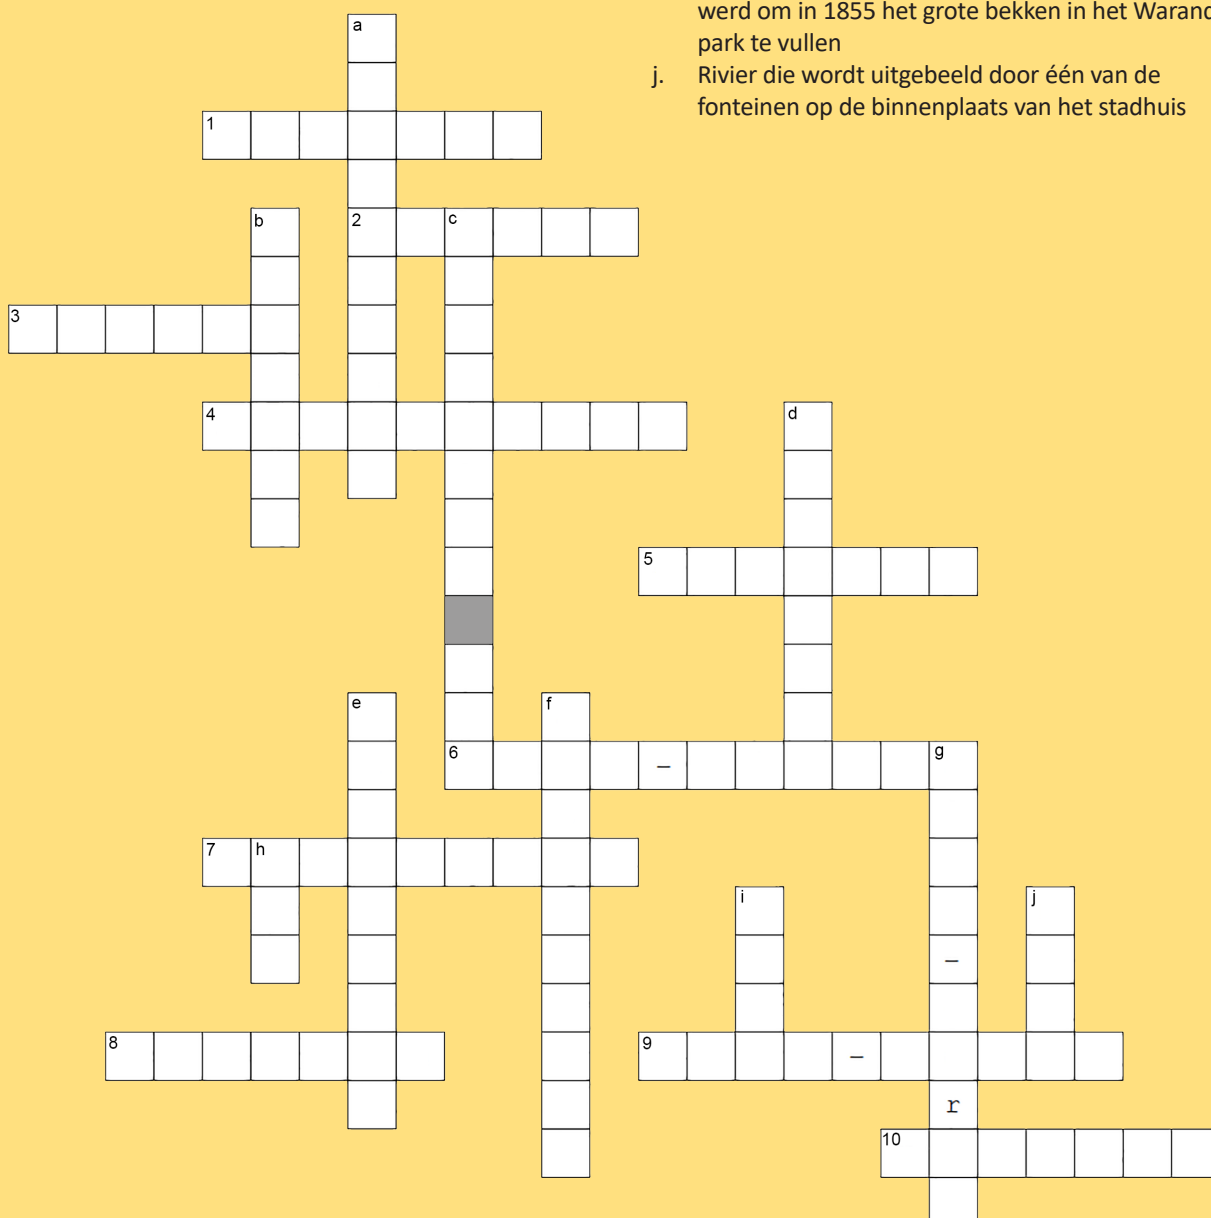 werd om in 1855 het grote bekken in het Warand
park te vullen
j. Rivier die wordt uitgebeeld door één van de
fonteinen op de binnenplaats van het stadhuis
a
1
b 2 c
3
4 d
5
e f
6 – g
7 h
i j
–
8 9 –
r
10